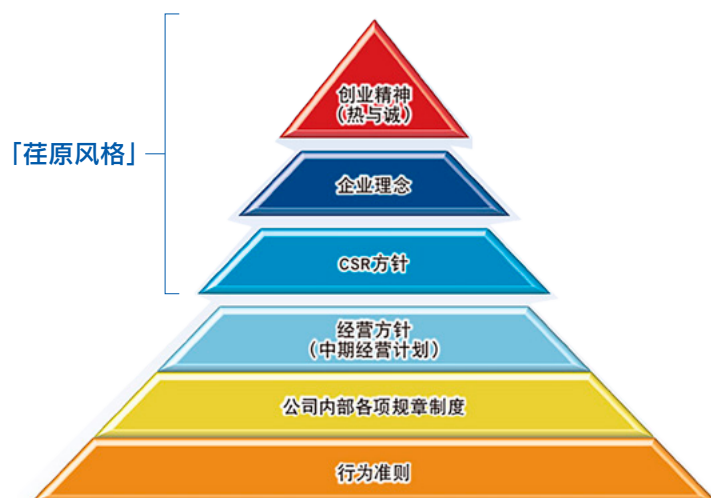 创业精神
（热与诚）
「荏原风格」
企业理念
CSR方针
经营方针
（中期经营计划）
公司内部各项规章制度
行为准则